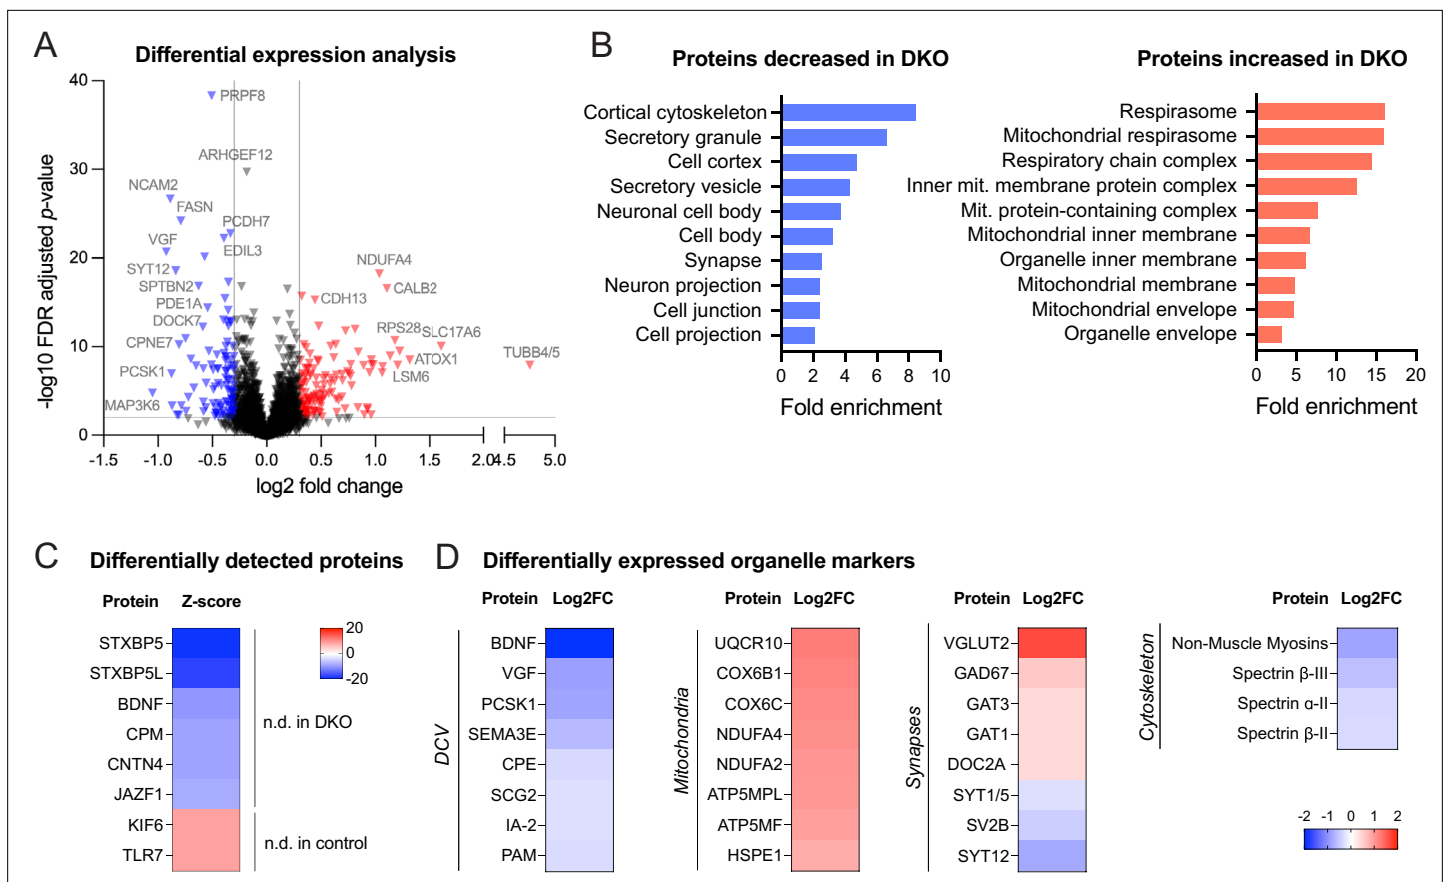 A
Differential expression analysis
-log10 FDR adjusted p-value
40
30
20
10
0
PRPF8
ARHGEF12
NCAM2
FASN
PCDH7
VGF
EDIL3
SYT12
SPTBN2
PDE1A
DOCK7
CPNE7
PCSK1
MAP3K6
NDUFA4
CALB2
CDH13
RPS28
SLC17A6
ATOX1
LSM6
TUBB4/5
-1.5 -1.0 -0.5 0.0 0.5 1.0 1.5 2.0 4.5 5.0
log2 fold change
B
Proteins decreased in DKO
Cortical cytoskeleton
Secretory granule
Cell cortex
Secretory vesicle
Neuronal cell body
Cell body
Synapse
Neuron projection
Cell junction
Cell projection
0 2 4 6 8 10
Fold enrichment
Proteins increased in DKO
Respirasome
Mitochondrial respirasome
Respiratory chain complex
Inner mit. membrane protein complex
Mit. protein-containing complex
Mitochondrial inner membrane
Organelle inner membrane
Mitochondrial membrane
Mitochondrial envelope
Organelle envelope
0 5 10 15 20
Fold enrichment
C
Differentially detected proteins
Protein Z-score
STXBP5
STXBP5L
BDNF
CPM
CNTN4
JAZF1
KIF6
TLR7
20
0
-20
n.d. in DKO
n.d. in control
D
Differentially expressed organelle markers
Protein Log2FC
DCV
BDNF
VGF
PCSK1
SEMA3E
CPE
SCG2
IA-2
PAM
Protein Log2FC
Mitochondria
UQCR10
COX6B1
COX6C
NDUFA4
NDUFA2
ATP5MPL
ATP5MF
HSPE1
Protein Log2FC
Synapses
VGLUT2
GAD67
GAT3
GAT1
DOC2A
SYT1/5
SV2B
SYT12
Protein Log2FC
Cytoskeleton
Non-Muscle Myosins
Spectrin β-III
Spectrin α-II
Spectrin β-II
-2 -1 0 1 2